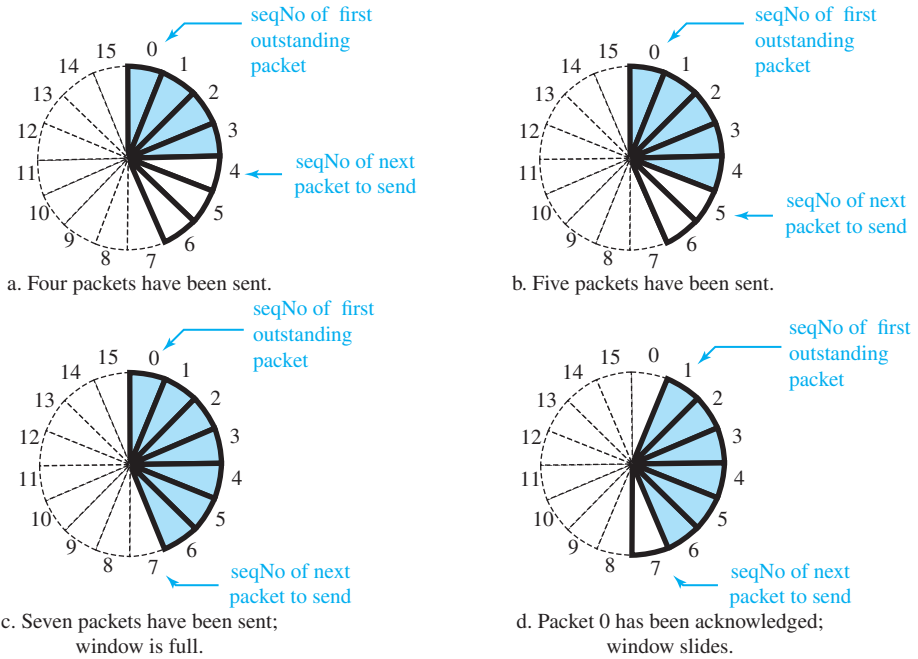 seqNo of first
outstanding
packet
0
1
2
3
4
5
6
7
8
9
10
11
12
13
14
15
seqNo of next
packet to send
a. Four packets have been sent.
seqNo of first
outstanding
packet
0
1
2
3
4
5
6
7
8
9
10
11
12
13
14
15
seqNo of next
packet to send
b. Five packets have been sent.
seqNo of first
outstanding
packet
0
1
2
3
4
5
6
7
8
9
10
11
12
13
14
15
seqNo of next
packet to send
c. Seven packets have been sent;
window is full.
seqNo of first
outstanding
packet
0
1
2
3
4
5
6
7
8
9
10
11
12
13
14
15
seqNo of next
packet to send
d. Packet 0 has been acknowledged;
window slides.